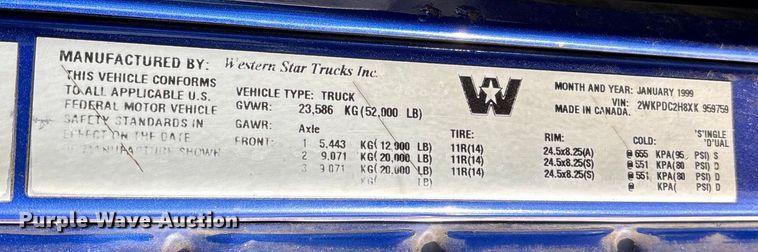 MANUFACTURED BY: Western Star Trucks Inc.
THIS VEHICLE CONFORMS
TO ALL APPLICABLE U.S.
FEDERAL MOTOR VEHICLE
SAFETY STANDARDS IN
EFFECT ON THE DATE
OF MANUFACTURE SHOWN
VEHICLE TYPE: TRUCK
GVWR: 23,586 KG (52,000 LB)
GAWR: Axle
FRONT: 1 5,443 KG( 12,900 LB)
2 9,071 KG( 20,000 LB)
3 9,071 KG( 20,000 LB)
KG( LB)
W
MONTH AND YEAR: JANUARY 1999
VIN: 2WKPDC2H8XK 959759
MADE IN CANADA.
'S'INGLE
'D'UAL
TIRE: RIM: COLD:
11R(14) 24.5x8.25(A) @ 655 KPA(95 PSI) S
11R(14) 24.5x8.25(S) @ 551 KPA(80 PSI) D
11R(14) 24.5x8.25(S) @ 551 KPA(80 PSI) D
@ KPA( PSI) D
Purple Wave Auction